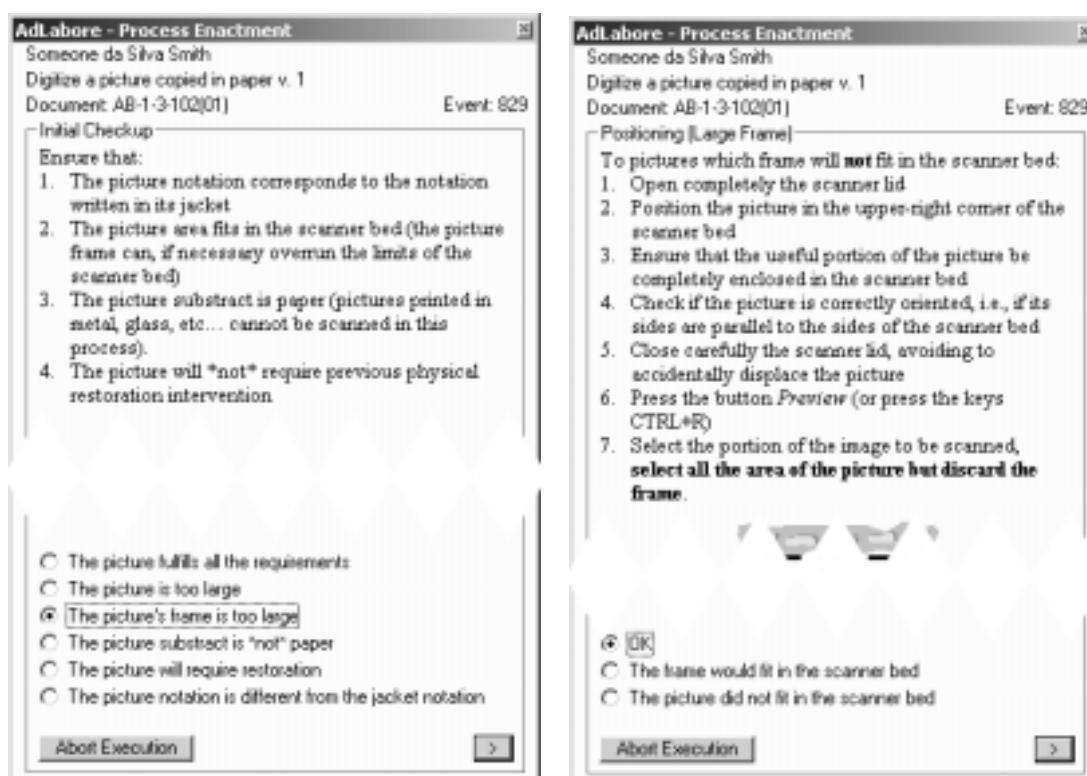 AdLabore - Process Enactment
Someone da Silva Smith
Digitize a picture copied in paper v. 1
Document: AB-1-3-102(01) Event: 829
Initial Checkup
Ensure that:
1. The picture notation corresponds to the notation
written in its jacket
2. The picture area fits in the scanner bed (the picture
frame can, if necessary overrun the limits of the
scanner bed)
3. The picture substract is paper (pictures printed in
metal, glass, etc... cannot be scanned in this
process).
4. The picture will *not* require previous physical
restoration intervention
The picture fulfills all the requirements
The picture is too large
The picture's frame is too large
The picture substract is *not* paper
The picture will require restoration
The picture notation is different from the jacket notation
Abort Execution >
AdLabore - Process Enactment
Someone da Silva Smith
Digitize a picture copied in paper v. 1
Document: AB-1-3-102(01) Event: 829
Positioning (Large Frame)
To pictures which frame will not fit in the scanner bed:
1. Open completely the scanner lid
2. Position the picture in the upper-right corner of the
scanner bed
3. Ensure that the useful portion of the picture be
completely enclosed in the scanner bed
4. Check if the picture is correctly oriented, i.e., if its
sides are parallel to the sides of the scanner bed
5. Close carefully the scanner lid, avoiding to
accidentally displace the picture
6. Press the button Preview (or press the keys
CTRL+R)
7. Select the portion of the image to be scanned,
select all the area of the picture but discard the
frame.
OK
The frame would fit in the scanner bed
The picture did not fit in the scanner bed
Abort Execution >